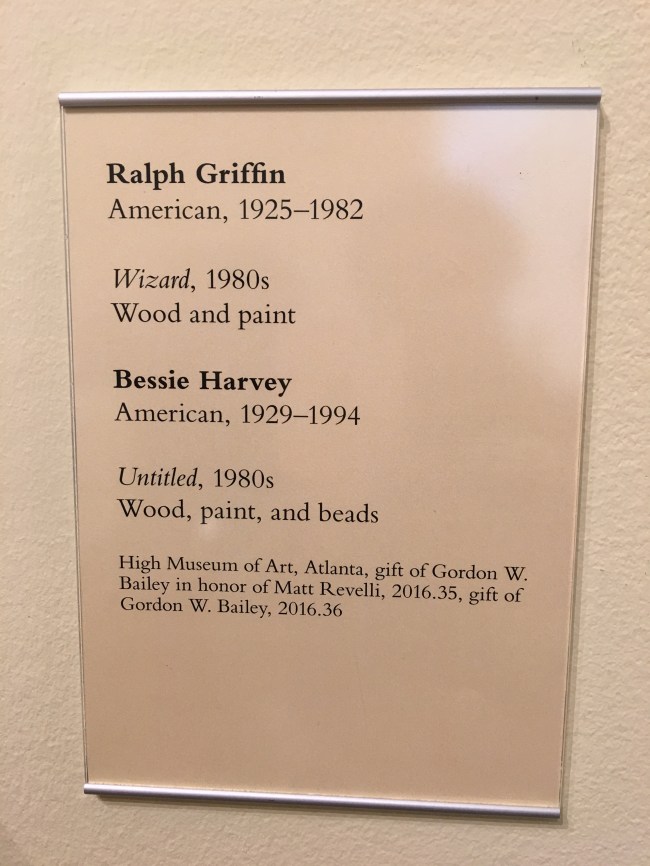 Ralph Griffin
American, 1925–1982
Wizard, 1980s
Wood and paint
Bessie Harvey
American, 1929–1994
Untitled, 1980s
Wood, paint, and beads
High Museum of Art, Atlanta, gift of Gordon W.
Bailey in honor of Matt Revelli, 2016.35, gift of
Gordon W. Bailey, 2016.36